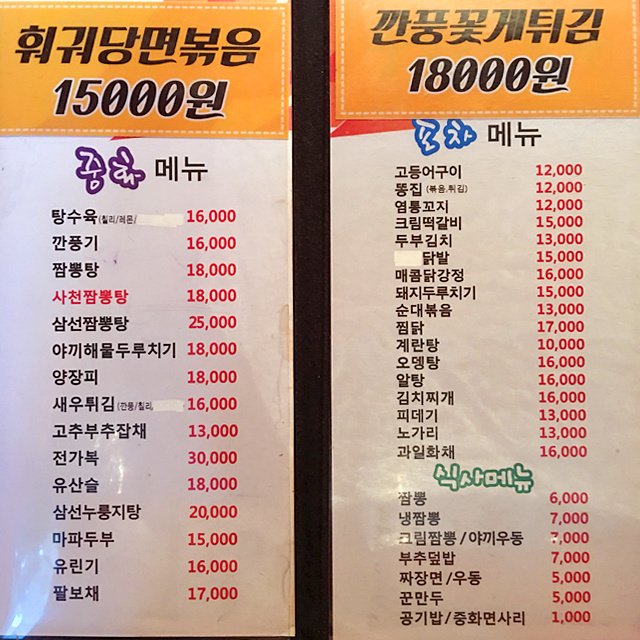 훠궈당면볶음
15000원
중화 메뉴
탕수육(칠리/레몬/ 16,000
깐풍기 16,000
짬뽕탕 18,000
사천짬뽕탕 18,000
삼선짬뽕탕 25,000
야끼해물두루치기 18,000
양장피 18,000
새우튀김(깐풍/칠리, 16,000
고추부추잡채 13,000
전가복 30,000
유산슬 18,000
삼선누룽지탕 20,000
마파두부 15,000
유린기 16,000
팔보채 17,000
깐풍꽃게튀김
18000원
포차 메뉴
고등어구이 12,000
똥집(볶음,튀김) 12,000
염통꼬지 12,000
크림떡갈비 15,000
두부김치 13,000
닭발 15,000
매콤닭강정 16,000
돼지두루치기 15,000
순대볶음 13,000
찜닭 17,000
계란탕 10,000
오뎅탕 16,000
알탕 16,000
김치찌개 16,000
피데기 13,000
노가리 13,000
과일화채 16,000
식사메뉴
짬뽕 6,000
냉짬뽕 7,000
크림짬뽕/야끼우동 7,000
부추덮밥 7,000
짜장면/우동 5,000
꾼만두 5,000
공기밥/중화면사리 1,000